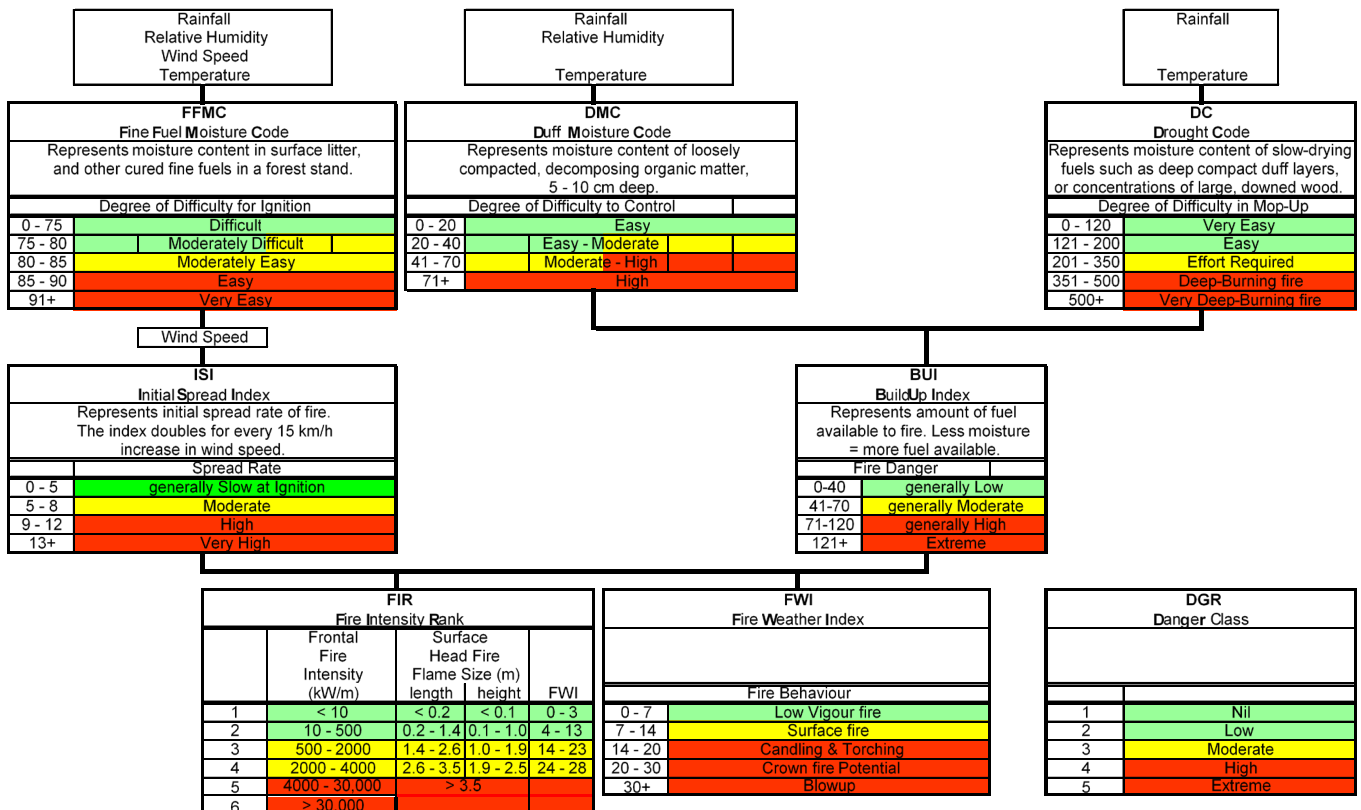 Rainfall
Relative Humidity
Wind Speed
Temperature
Rainfall
Relative Humidity
Temperature
Rainfall
Temperature
FFMC
Fine Fuel Moisture Code
Represents moisture content in surface litter,
and other cured fine fuels in a forest stand.
Degree of Difficulty for Ignition
0 - 75 Difficult
75 - 80 Moderately Difficult
80 - 85 Moderately Easy
85 - 90 Easy
91+ Very Easy
DMC
Duff Moisture Code
Represents moisture content of loosely
compacted, decomposing organic matter,
5 - 10 cm deep.
Degree of Difficulty to Control
0 - 20 Easy
20 - 40 Easy - Moderate
41 - 70 Moderate - High
71+ High
DC
Drought Code
Represents moisture content of slow-drying
fuels such as deep compact duff layers,
or concentrations of large, downed wood.
Degree of Difficulty in Mop-Up
0 - 120 Very Easy
121 - 200 Easy
201 - 350 Effort Required
351 - 500 Deep-Burning fire
500+ Very Deep-Burning fire
Wind Speed
ISI
Initial Spread Index
Represents initial spread rate of fire.
The index doubles for every 15 km/h
increase in wind speed.
Spread Rate
0 - 5 generally Slow at Ignition
5 - 8 Moderate
9 - 12 High
13+ Very High
BUI
BuildUp Index
Represents amount of fuel
available to fire. Less moisture
= more fuel available.
Fire Danger
0-40 generally Low
41-70 generally Moderate
71-120 generally High
121+ Extreme
FIR
Fire Intensity Rank
Frontal Surface
Fire Head Fire
Intensity Flame Size (m)
(kW/m) length height FWI
1 < 10 < 0.2 < 0.1 0 - 3
2 10 - 500 0.2 - 1.4 0.1 - 1.0 4 - 13
3 500 - 2000 1.4 - 2.6 1.0 - 1.9 14 - 23
4 2000 - 4000 2.6 - 3.5 1.9 - 2.5 24 - 28
5 4000 - 30,000 > 3.5
6 > 30,000
FWI
Fire Weather Index
Fire Behaviour
0 - 7 Low Vigour fire
7 - 14 Surface fire
14 - 20 Candling & Torching
20 - 30 Crown fire Potential
30+ Blowup
DGR
Danger Class
1 Nil
2 Low
3 Moderate
4 High
5 Extreme